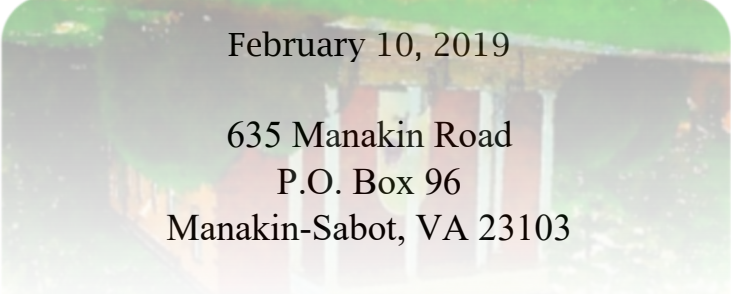 February 10, 2019
635 Manakin Road
P.O. Box 96
Manakin-Sabot, VA 23103